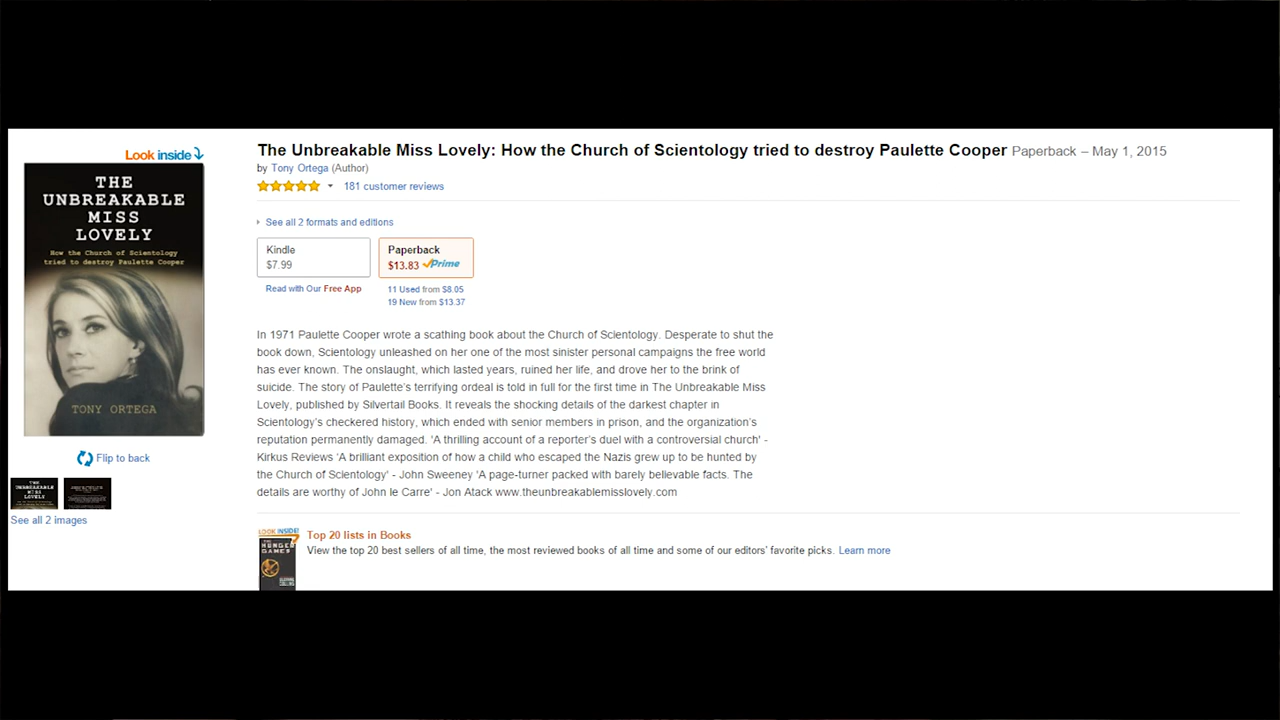 Look inside
THE
UNBREAKABLE
MISS
LOVELY
How the Church of Scientology
tried to destroy Paulette Cooper
TONY ORTEGA
Flip to back
See all 2 images
The Unbreakable Miss Lovely: How the Church of Scientology tried to destroy Paulette Cooper Paperback – May 1, 2015
by Tony Ortega (Author)
181 customer reviews
See all 2 formats and editions
Kindle
$7.99
Read with Our Free App
Paperback
$13.83 Prime
11 Used from $8.05
19 New from $13.37
In 1971 Paulette Cooper wrote a scathing book about the Church of Scientology. Desperate to shut the
book down, Scientology unleashed on her one of the most sinister personal campaigns the free world
has ever known. The onslaught, which lasted years, ruined her life, and drove her to the brink of
suicide. The story of Paulette's terrifying ordeal is told in full for the first time in The Unbreakable Miss
Lovely, published by Silvertail Books. It reveals the shocking details of the darkest chapter in
Scientology's checkered history, which ended with senior members in prison, and the organization's
reputation permanently damaged. 'A thrilling account of a reporter's duel with a controversial church' -
Kirkus Reviews 'A brilliant exposition of how a child who escaped the Nazis grew up to be hunted by
the Church of Scientology' - John Sweeney 'A page-turner packed with barely believable facts. The
details are worthy of John le Carre' - Jon Atack www.theunbreakablemisslovely.com
LOOK INSIDE!
THE
HUNGER
GAMES
Top 20 lists in Books
View the top 20 best sellers of all time, the most reviewed books of all time and some of our editors' favorite picks. Learn more